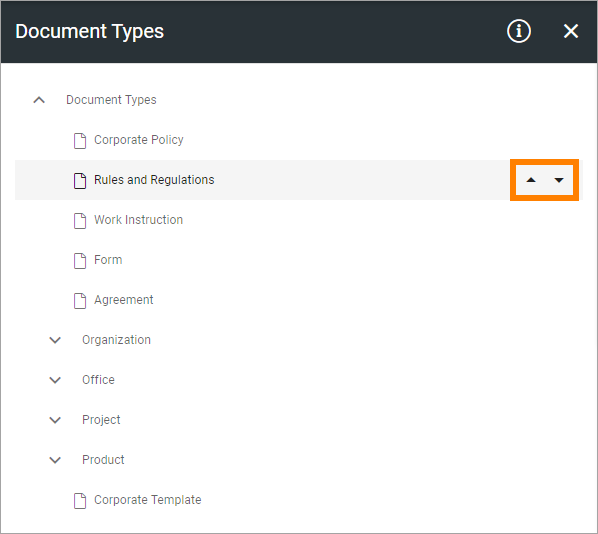 Document Types
Document Types
Corporate Policy
Rules and Regulations
Work Instruction
Form
Agreement
Organization
Office
Project
Product
Corporate Template